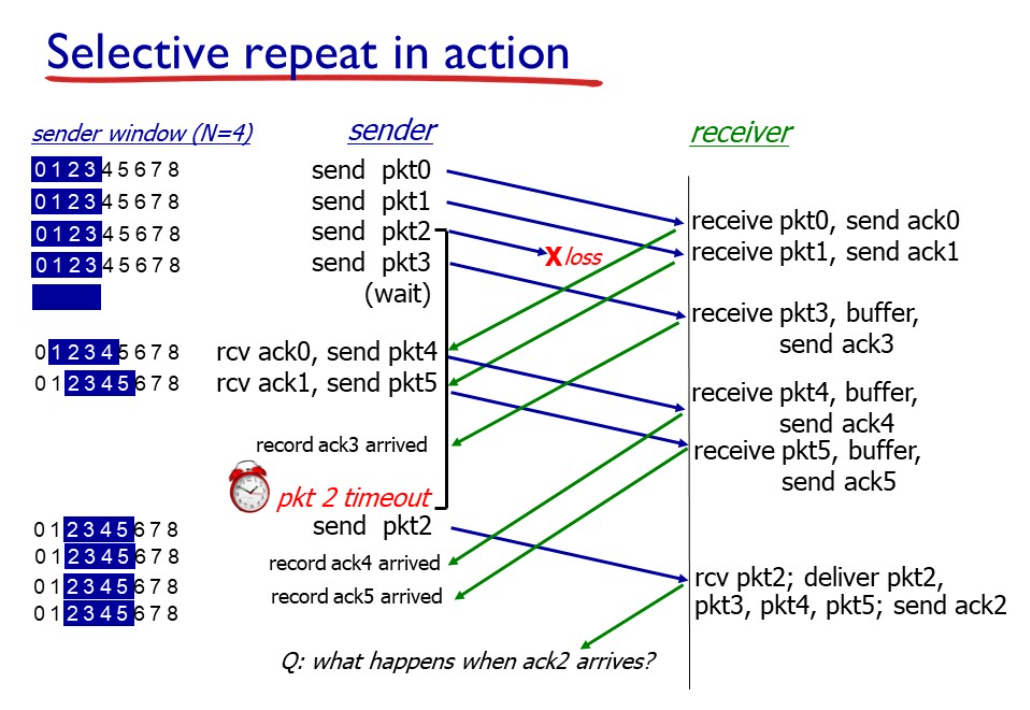 Selective repeat in action
sender window (N=4)
sender
receiver
0 1 2 3 4 5 6 7 8
send pkt0
0 1 2 3 4 5 6 7 8
send pkt1
0 1 2 3 4 5 6 7 8
send pkt2
0 1 2 3 4 5 6 7 8
send pkt3
(wait)
X loss
receive pkt0, send ack0
receive pkt1, send ack1
receive pkt3, buffer,
send ack3
0 1 2 3 4 5 6 7 8
rcv ack0, send pkt4
0 1 2 3 4 5 6 7 8
rcv ack1, send pkt5
receive pkt4, buffer,
send ack4
receive pkt5, buffer,
send ack5
record ack3 arrived
pkt 2 timeout
0 1 2 3 4 5 6 7 8
send pkt2
0 1 2 3 4 5 6 7 8
record ack4 arrived
0 1 2 3 4 5 6 7 8
record ack5 arrived
0 1 2 3 4 5 6 7 8
rcv pkt2; deliver pkt2,
pkt3, pkt4, pkt5; send ack2
Q: what happens when ack2 arrives?